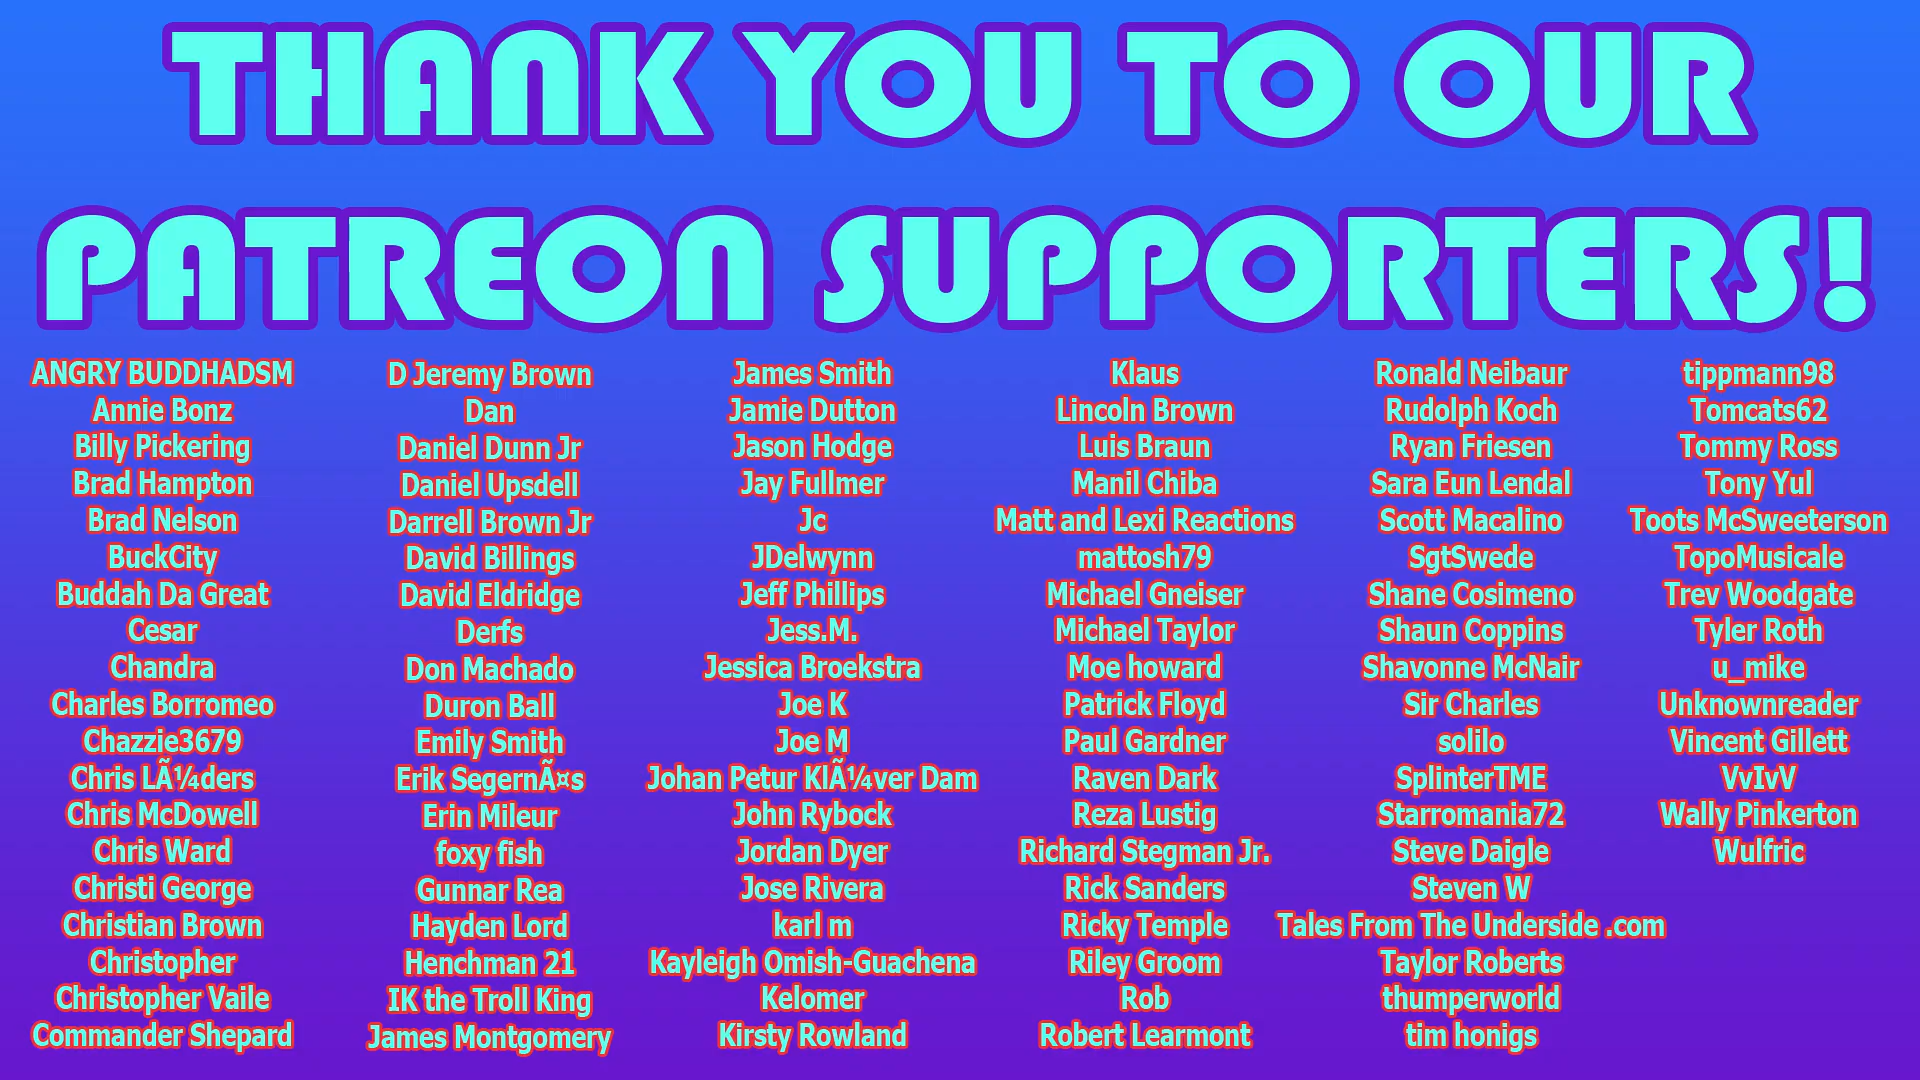 THANK YOU TO OUR
PATREON SUPPORTERS!
ANGRY BUDDHADSM
Annie Bonz
Billy Pickering
Brad Hampton
Brad Nelson
BuckCity
Buddah Da Great
Cesar
Chandra
Charles Borromeo
Chazzie3679
Chris LÃ¼ders
Chris McDowell
Chris Ward
Christi George
Christian Brown
Christopher
Christopher Vaile
Commander Shepard
D Jeremy Brown
Dan
Daniel Dunn Jr
Daniel Upsdell
Darrell Brown Jr
David Billings
David Eldridge
Derfs
Don Machado
Duron Ball
Emily Smith
Erik SegernÃ¤s
Erin Mileur
foxy fish
Gunnar Rea
Hayden Lord
Henchman 21
IK the Troll King
James Montgomery
James Smith
Jamie Dutton
Jason Hodge
Jay Fullmer
Jc
JDelwynn
Jeff Phillips
Jess.M.
Jessica Broekstra
Joe K
Joe M
Johan Petur KlÃ¼ver Dam
John Rybock
Jordan Dyer
Jose Rivera
karl m
Kayleigh Omish-Guachena
Kelomer
Kirsty Rowland
Klaus
Lincoln Brown
Luis Braun
Manil Chiba
Matt and Lexi Reactions
mattosh79
Michael Gneiser
Michael Taylor
Moe howard
Patrick Floyd
Paul Gardner
Raven Dark
Reza Lustig
Richard Stegman Jr.
Rick Sanders
Ricky Temple
Riley Groom
Rob
Robert Learmont
Ronald Neibaur
Rudolph Koch
Ryan Friesen
Sara Eun Lendal
Scott Macalino
SgtSwede
Shane Cosimeno
Shaun Coppins
Shavonne McNair
Sir Charles
solilo
SplinterTME
Starromania72
Steve Daigle
Steven W
Tales From The Underside .com
Taylor Roberts
thumperworld
tim honigs
tippmann98
Tomcats62
Tommy Ross
Tony Yul
Toots McSweeterson
TopoMusicale
Trev Woodgate
Tyler Roth
u_mike
Unknownreader
Vincent Gillett
VvIvV
Wally Pinkerton
Wulfric